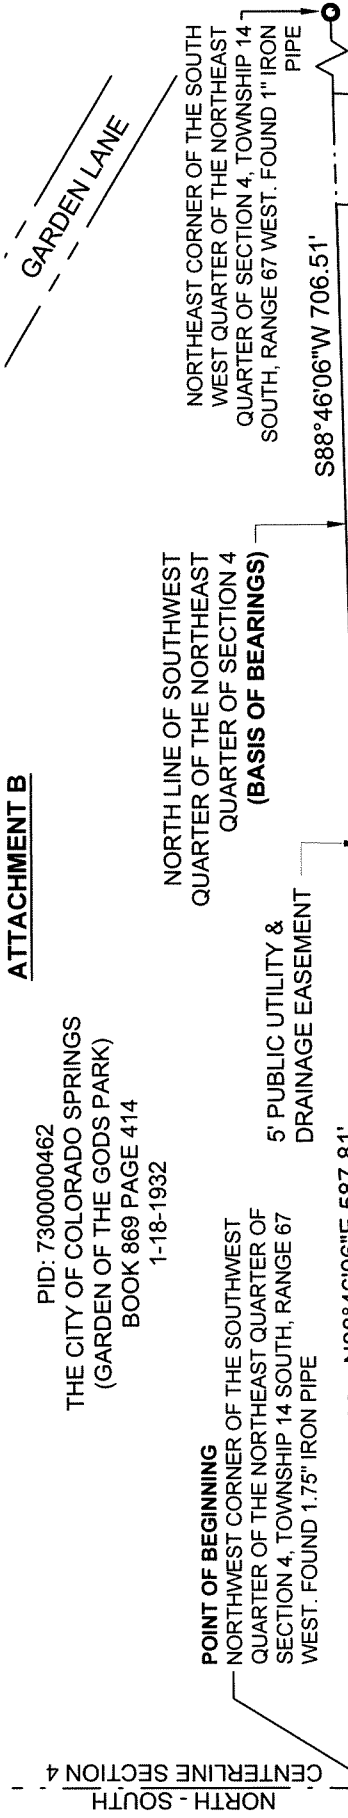 ATTACHMENT B
PID: 7300000462
THE CITY OF COLORADO SPRINGS
(GARDEN OF THE GODS PARK)
BOOK 869 PAGE 414
1-18-1932
GARDEN LANE
NORTHEAST CORNER OF THE SOUTH
WEST QUARTER OF THE NORTHEAST
QUARTER OF SECTION 4, TOWNSHIP 14
SOUTH, RANGE 67 WEST. FOUND 1" IRON
PIPE
NORTH LINE OF SOUTHWEST
QUARTER OF THE NORTHEAST
QUARTER OF SECTION 4
(BASIS OF BEARINGS)
S88°46'06"W 706.51'
5' PUBLIC UTILITY &
DRAINAGE EASEMENT
POINT OF BEGINNING
NORTHWEST CORNER OF THE SOUTHWEST
QUARTER OF THE NORTHEAST QUARTER OF
SECTION 4, TOWNSHIP 14 SOUTH, RANGE 67
WEST. FOUND 1.75" IRON PIPE
NORTH - SOUTH
CENTERLINE SECTION 4
587.81'